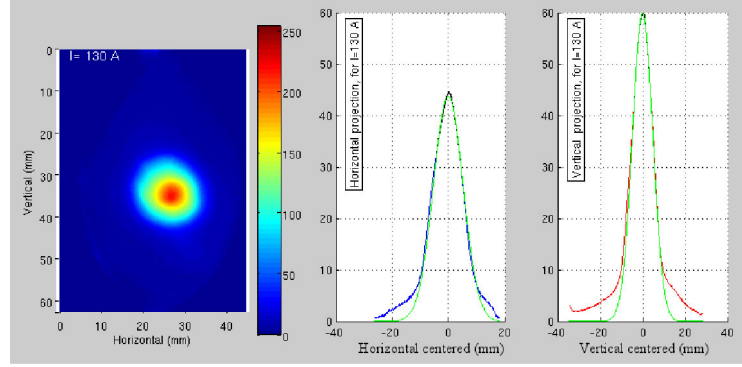 I= 130 A
0
10
20
30
40
50
60
Vertical (mm)
0 20 40
Horizontal (mm)
250
200
150
100
50
0
Horizontal projection, for I=130 A
60
50
40
30
20
10
0
-40 -20 0 20
Horizontal centered (mm)
Vertical projection, for I=130 A
60
50
40
30
20
10
0
-40 -20 0 20 40
Vertical centered (mm)